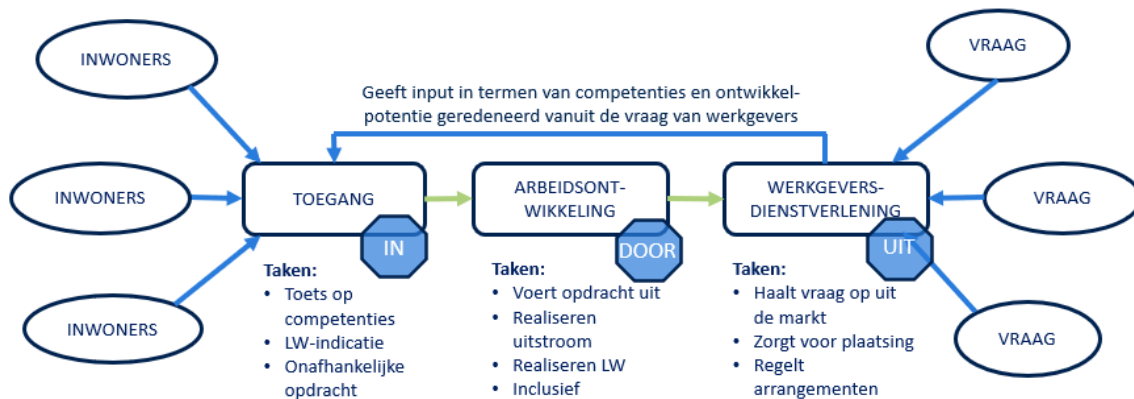 INWONERS
VRAAG
Geeft input in termen van competenties en ontwikkel-
potentie geredeneerd vanuit de vraag van werkgevers
INWONERS
TOEGANG
IN
ARBEIDSONT-
WIKKELING
DOOR
WERKGEVERS-
DIENSTVERLENING
UIT
VRAAG
INWONERS
VRAAG
Taken:
• Toets op
competenties
• LW-indicatie
• Onafhankelijke
opdracht
Taken:
• Voert opdracht uit
• Realiseren
uitstroom
• Realiseren LW
• Inclusief
Taken:
• Haalt vraag op uit
de markt
• Zorgt voor plaatsing
• Regelt
arrangementen